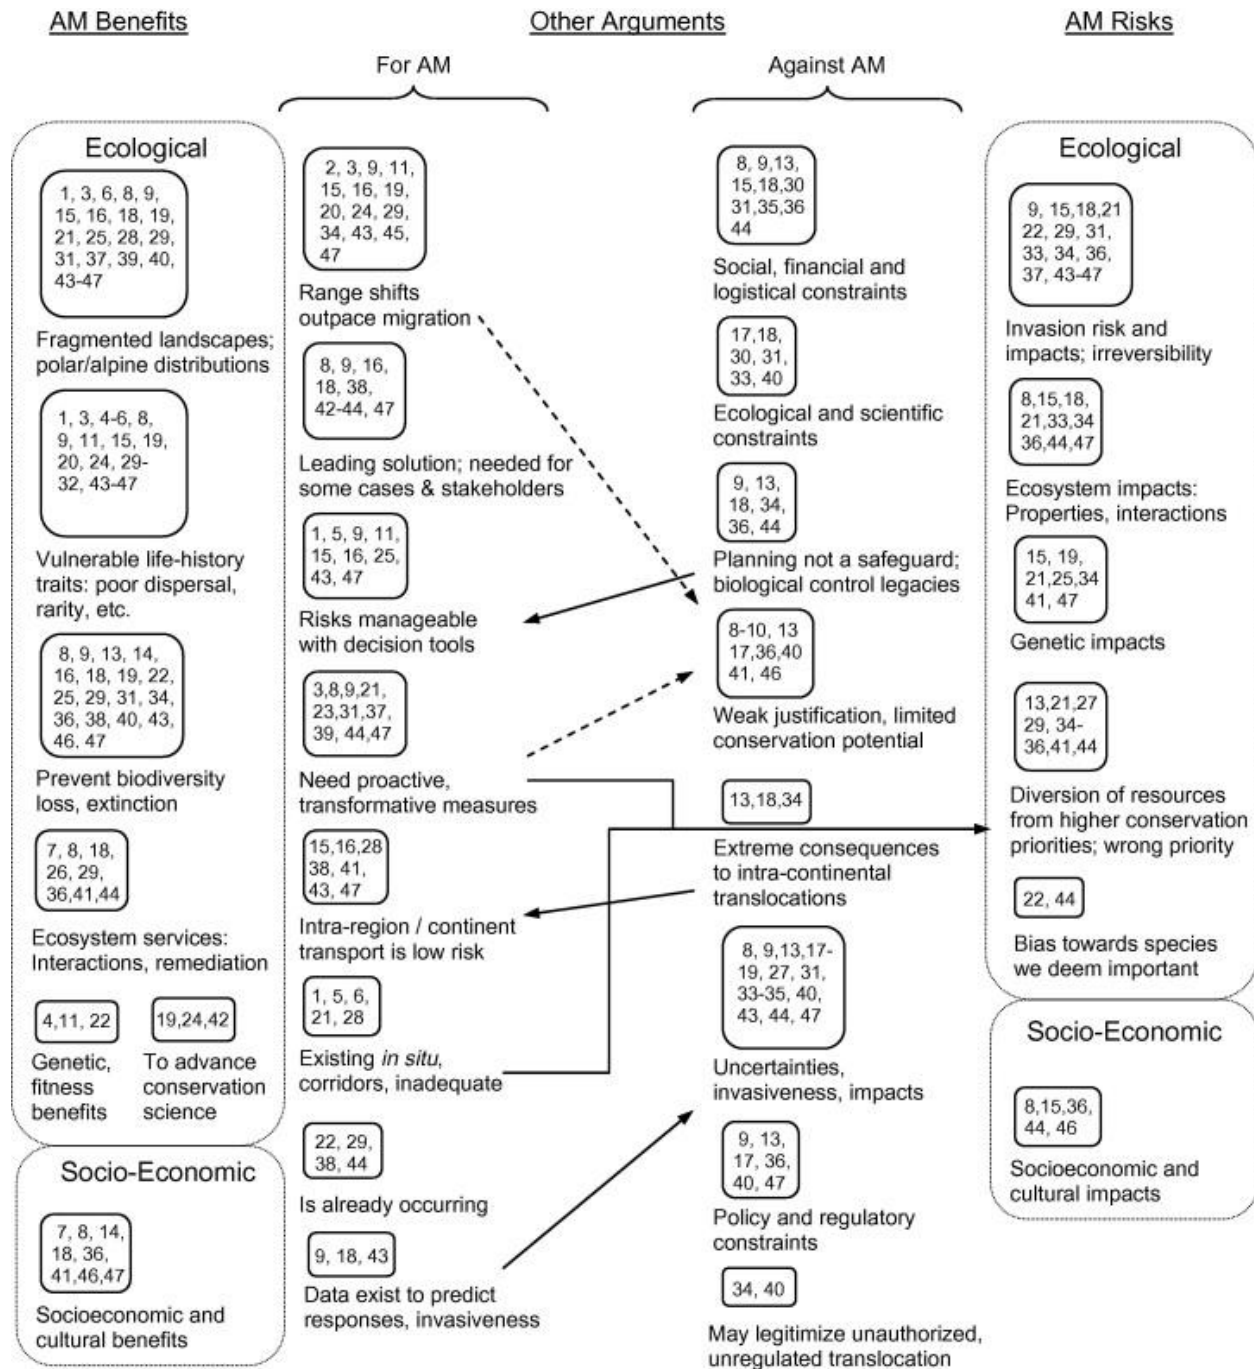 AM Benefits
Other Arguments
AM Risks
For AM
Against AM
Ecological
1, 3, 6, 8, 9,
15, 16, 18, 19,
21, 25, 28, 29,
31, 37, 39, 40,
43-47
Fragmented landscapes;
polar/alpine distributions
1, 3, 4-6, 8,
9, 11, 15, 19,
20, 24, 29-
32, 43-47
Vulnerable life-history
traits: poor dispersal,
rarity, etc.
8, 9, 13, 14,
16, 18, 19, 22,
25, 29, 31, 34,
36, 38, 40, 43,
46, 47
Prevent biodiversity
loss, extinction
7, 8, 18,
26, 29,
36,41,44
Ecosystem services:
Interactions, remediation
4,11, 22
Genetic,
fitness
benefits
19,24,42
To advance
conservation
science
Socio-Economic
7, 8, 14,
18, 36,
41,46,47
Socioeconomic and
cultural benefits
2, 3, 9, 11,
15, 16, 19,
20, 24, 29,
34, 43, 45,
47
Range shifts
outpace migration
8, 9, 16,
18, 38,
42-44, 47
Leading solution; needed for
some cases & stakeholders
1, 5, 9, 11,
15, 16, 25,
43, 47
Risks manageable
with decision tools
3,8,9,21,
23,31,37,
39, 44,47
Need proactive,
transformative measures
15,16,28
38, 41,
43, 47
Intra-region / continent
transport is low risk
1, 5, 6,
21, 28
Existing in situ,
corridors, inadequate
22, 29,
38, 44
Is already occurring
9, 18, 43
Data exist to predict
responses, invasiveness
8, 9,13,
15,18,30
31,35,36
44
Social, financial and
logistical constraints
17,18,
30, 31,
33, 40
Ecological and scientific
constraints
9, 13,
18, 34,
36, 44
Planning not a safeguard;
biological control legacies
8-10, 13
17,36,40
41, 46
Weak justification, limited
conservation potential
13,18,34
Extreme consequences
to intra-continental
translocations
8, 9,13,17-
19, 27, 31,
33-35, 40,
43, 44, 47
Uncertainties,
invasiveness, impacts
9, 13,
17, 36,
40, 47
Policy and regulatory
constraints
34, 40
May legitimize unauthorized,
unregulated translocation
Ecological
9, 15,18,21
22, 29, 31,
33, 34, 36,
37, 43-47
Invasion risk and
impacts; irreversibility
8,15,18,
21,33,34
36,44,47
Ecosystem impacts:
Properties, interactions
15, 19,
21,25,34
41, 47
Genetic impacts
13,21,27
29, 34-
36,41,44
Diversion of resources
from higher conservation
priorities; wrong priority
22, 44
Bias towards species
we deem important
Socio-Economic
8,15,36,
44, 46
Socioeconomic and
cultural impacts